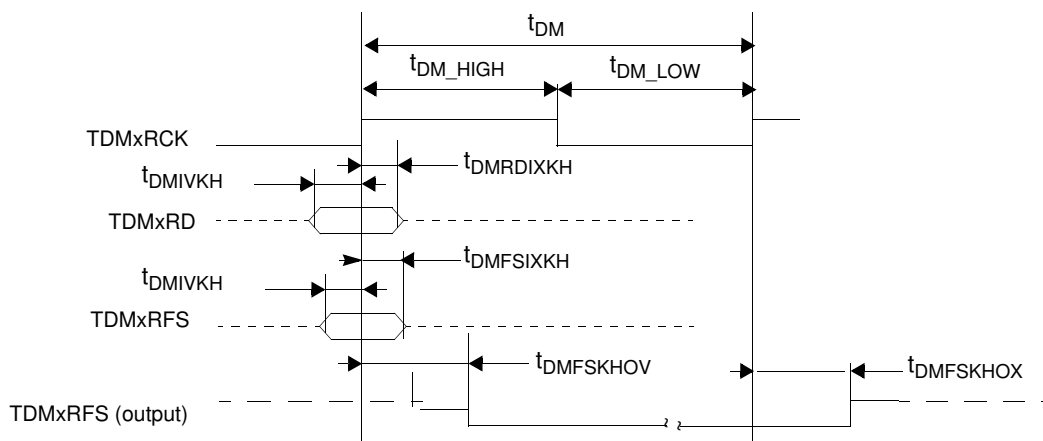 tDM
tDM_HIGH
tDM_LOW
TDMxRCK
tDMRDIXKH
tDMIVKH
TDMxRD
tDMFSIXKH
tDMIVKH
TDMxRFS
tDMFSKHOV
tDMFSKHOX
TDMxRFS (output)